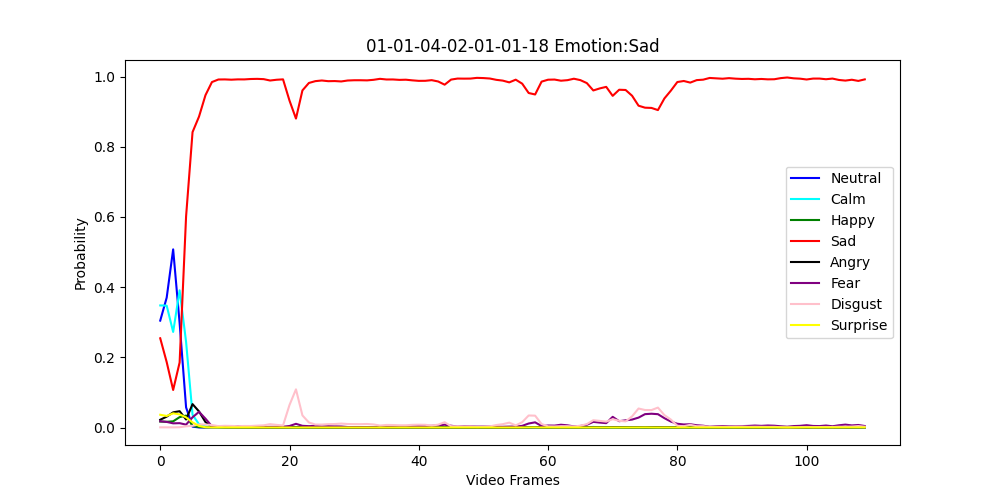 01-01-04-02-01-01-18 Emotion:Sad
1.0
0.8
0.6
0.4
0.2
0.0
Probability
Neutral
Calm
Happy
Sad
Angry
Fear
Disgust
Surprise
0 20 40 60 80 100
Video Frames